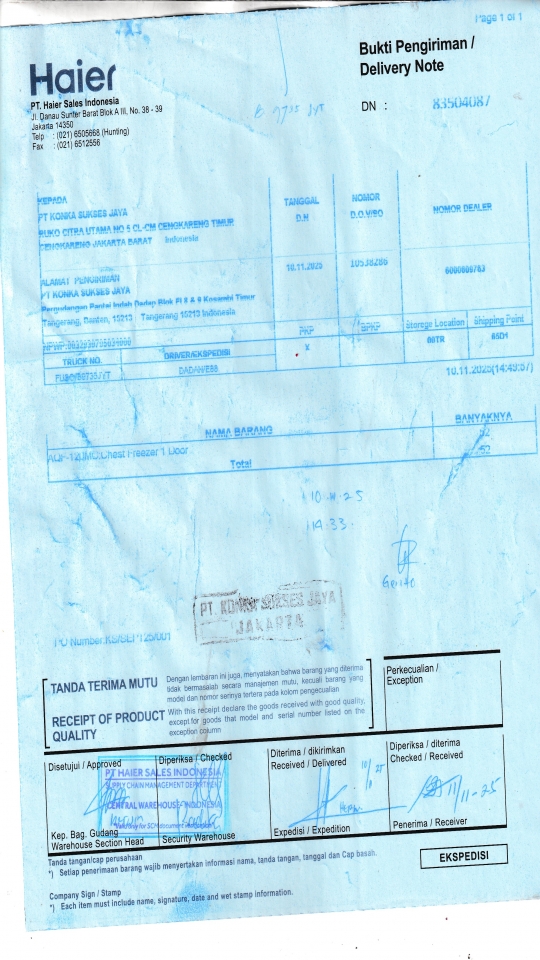 Page 1 of 1
Haier
Bukti Pengiriman /
Delivery Note
PT. Haier Sales Indonesia
Jl. Danau Sunter Barat Blok A III, No. 38 - 39
Jakarta 14350
Telp : (021) 6505668 (Hunting)
Fax : (021) 6512556
DN : 83504087
KEPADA
PT KONKA SUKSES JAYA
RUKO CITRA UTAMA NO 5 CL-CM CENGKARENG TIMUR
CENGKARENG JAKARTA BARAT Indonesia
TANGGAL
D.N
NOMOR
D.O./RO
NOMOR DEALER
10.11.2025
10538286
ALAMAT PENGIRIMAN
PT KONKA SUKSES JAYA
Tangerang, Banten, 15213 Tangerang 15213 Indonesia
PKP
X
Storage Location
Shipping Point
TRUCK NO.
DRIVER/EKSPEDISI
10.11.2025(14:49:57)
NAMA BARANG
BANYAKNYA
Chest Freezer 1 Door
52
Total
52
10-11-25
14.33
PT. KONKA SUKSES JAYA
JAKARTA
PO Number:KS/SEPT25/001
TANDA TERIMA MUTU
Dengan lembaran ini juga, menyatakan bahwa barang yang diterima
tidak bermasalah secara manajemen mutu, kecuali barang yang
model dan nomor serinya tertera pada kolom pengecualian
RECEIPT OF PRODUCT
QUALITY
With this receipt declare the goods received with good quality,
except for goods that model and serial number listed on the
exception column
Perkecualian /
Exception
Disetujui / Approved
Diperiksa / Checked
Diterima / dikirimkan
Received / Delivered
Diperiksa / diterima
Checked / Received
PT HAIER SALES INDONESIA
SUPPLY CHAIN MANAGEMENT DEPARTMENT
CENTRAL WAREHOUSE INDONESIA
11/11-25
Kep. Bag. Gudang
Warehouse Section Head
Security Warehouse
Expedisi / Expedition
Penerima / Receiver
Tanda tangan/cap perusahaan
*) Setiap penerimaan barang wajib menyertakan informasi nama, tanda tangan, tanggal dan Cap basah.
EKSPEDISI
Company Sign / Stamp
*) Each item must include name, signature, date and wet stamp information.